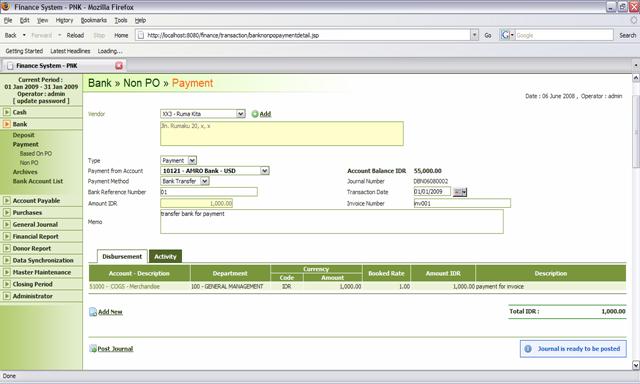 Finance System - PNK - Mozilla Firefox
File Edit View History Bookmarks Tools Help
Back Forward Reload Stop Home http://localhost:8080/finance/transaction/banknonpopaymentdetail.jsp Go Google Search
Getting Started Latest Headlines Loading...
Finance System - PNK
Current Period :
01 Jan 2009 - 31 Jan 2009
Operator : admin
[ update password ]
Cash
Bank
Deposit
Payment
Based On PO
Non PO
Archives
Bank Account List
Account Payable
Purchases
General Journal
Financial Report
Donor Report
Data Synchronization
Master Maintenance
Closing Period
Administrator
Bank » Non PO » Payment
Date : 06 June 2008 , Operator : admin
Vendor XX3 - Ruma Kita Add
Jln. Rumaku 20, x, x
Type Payment
Payment from Account 10121 - AMRO Bank - USD Account Balance IDR 55,000.00
Payment Method Bank Transfer Journal Number DBN06080002
Bank Reference Number 01 Transaction Date 01/01/2009
Amount IDR 1,000.00 Invoice Number inv001
Memo transfer bank for payment
Disbursement Activity
Account - Description Department Currency Booked Rate Amount IDR Description
Code Amount
51000 - COGS - Merchandise 100 - GENERAL MANAGEMENT IDR 1,000.00 1.00 1,000.00 payment for invoice
Add New Total IDR : 1,000.00
Post Journal Journal is ready to be posted
Done